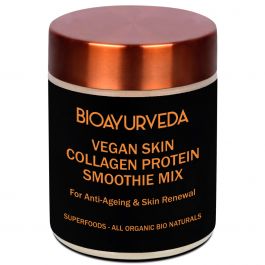 BIOAYURVEDA
VEGAN SKIN
COLLAGEN PROTEIN
SMOOTHIE MIX
For Anti-Ageing & Skin Renewal
SUPERFOODS - ALL ORGANIC BIO NATURALS